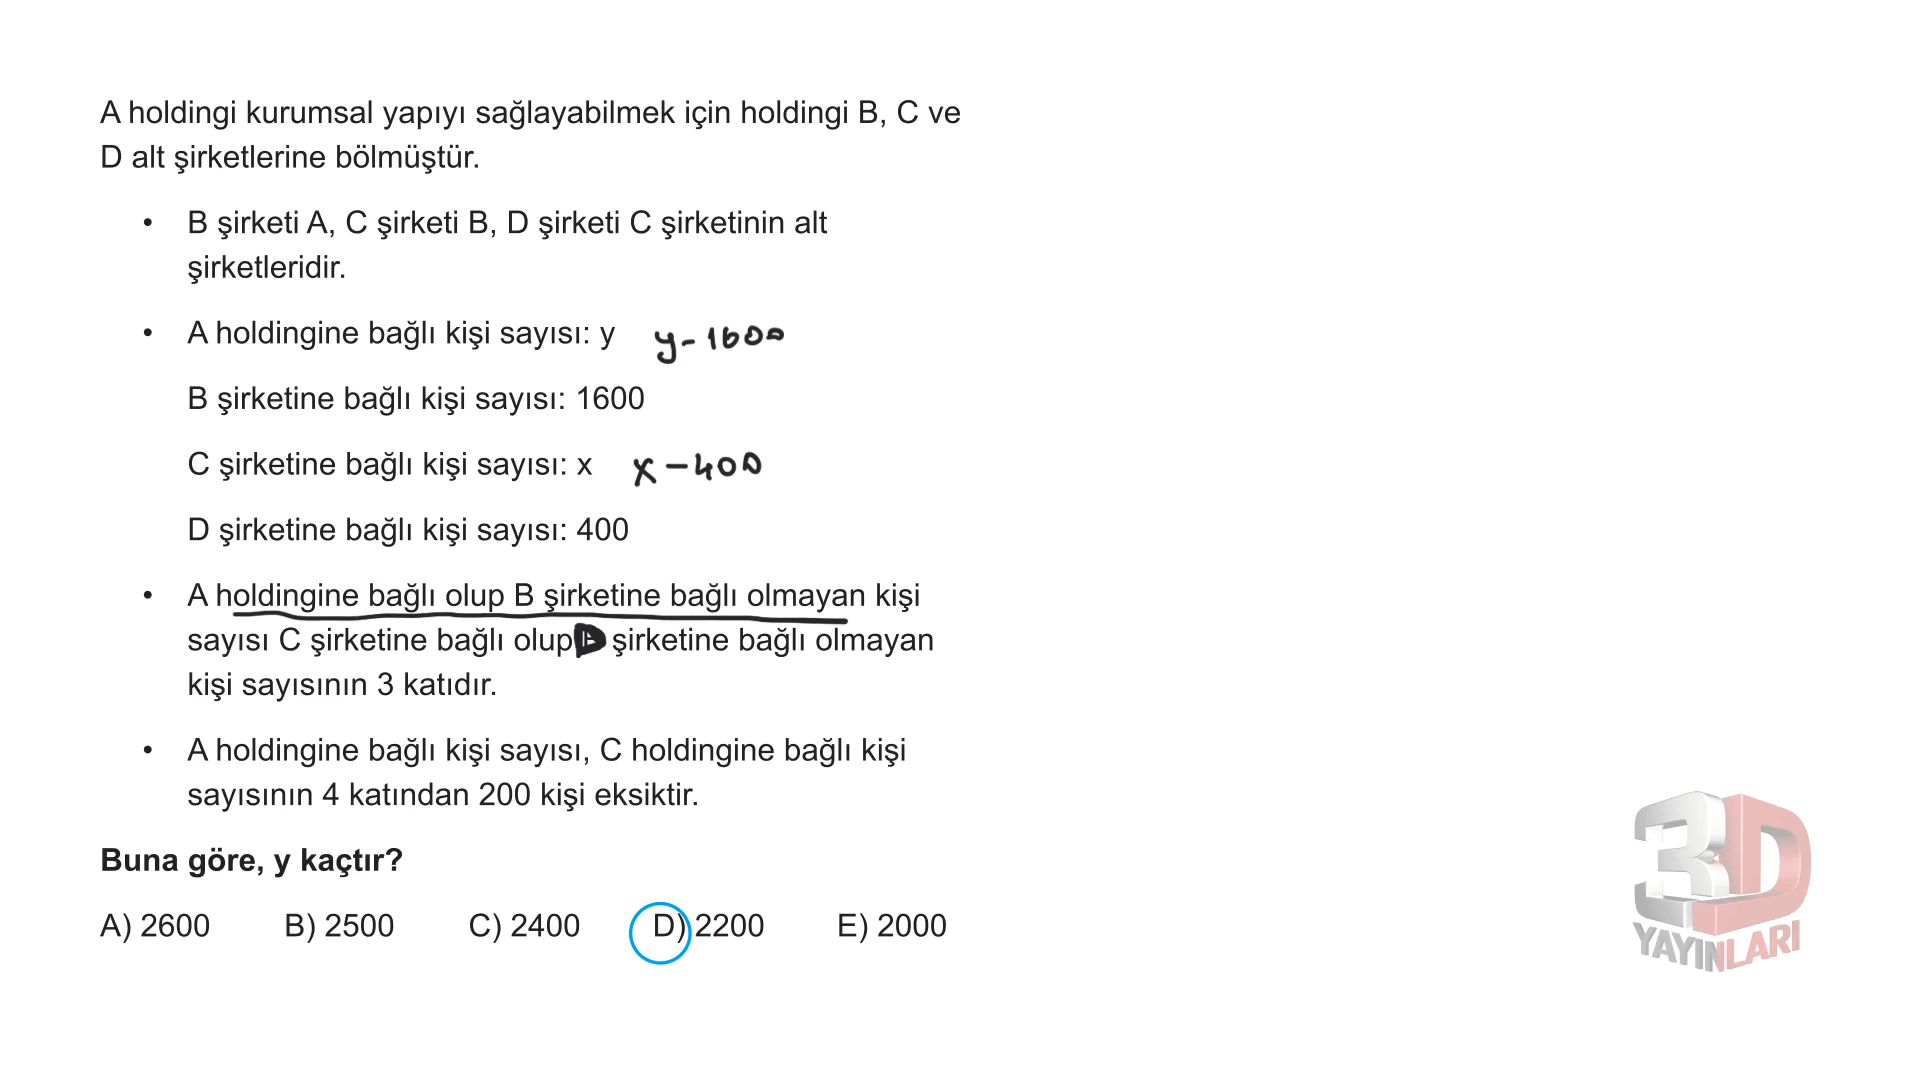 A holdingi kurumsal yapıyı sağlayabilmek için holdingi B, C ve
D alt şirketlerine bölmüştür.
• B şirketi A, C şirketi B, D şirketi C şirketinin alt
şirketleridir.
• A holdingine bağlı kişi sayısı: y y-1600
B şirketine bağlı kişi sayısı: 1600
C şirketine bağlı kişi sayısı: x x-400
D şirketine bağlı kişi sayısı: 400
• A holdingine bağlı olup B şirketine bağlı olmayan kişi
sayısı C şirketine bağlı olup D şirketine bağlı olmayan
kişi sayısının 3 katıdır.
• A holdingine bağlı kişi sayısı, C holdingine bağlı kişi
sayısının 4 katından 200 kişi eksiktir.
Buna göre, y kaçtır?
A) 2600 B) 2500 C) 2400 D) 2200 E) 2000
3D
YAYINLARI